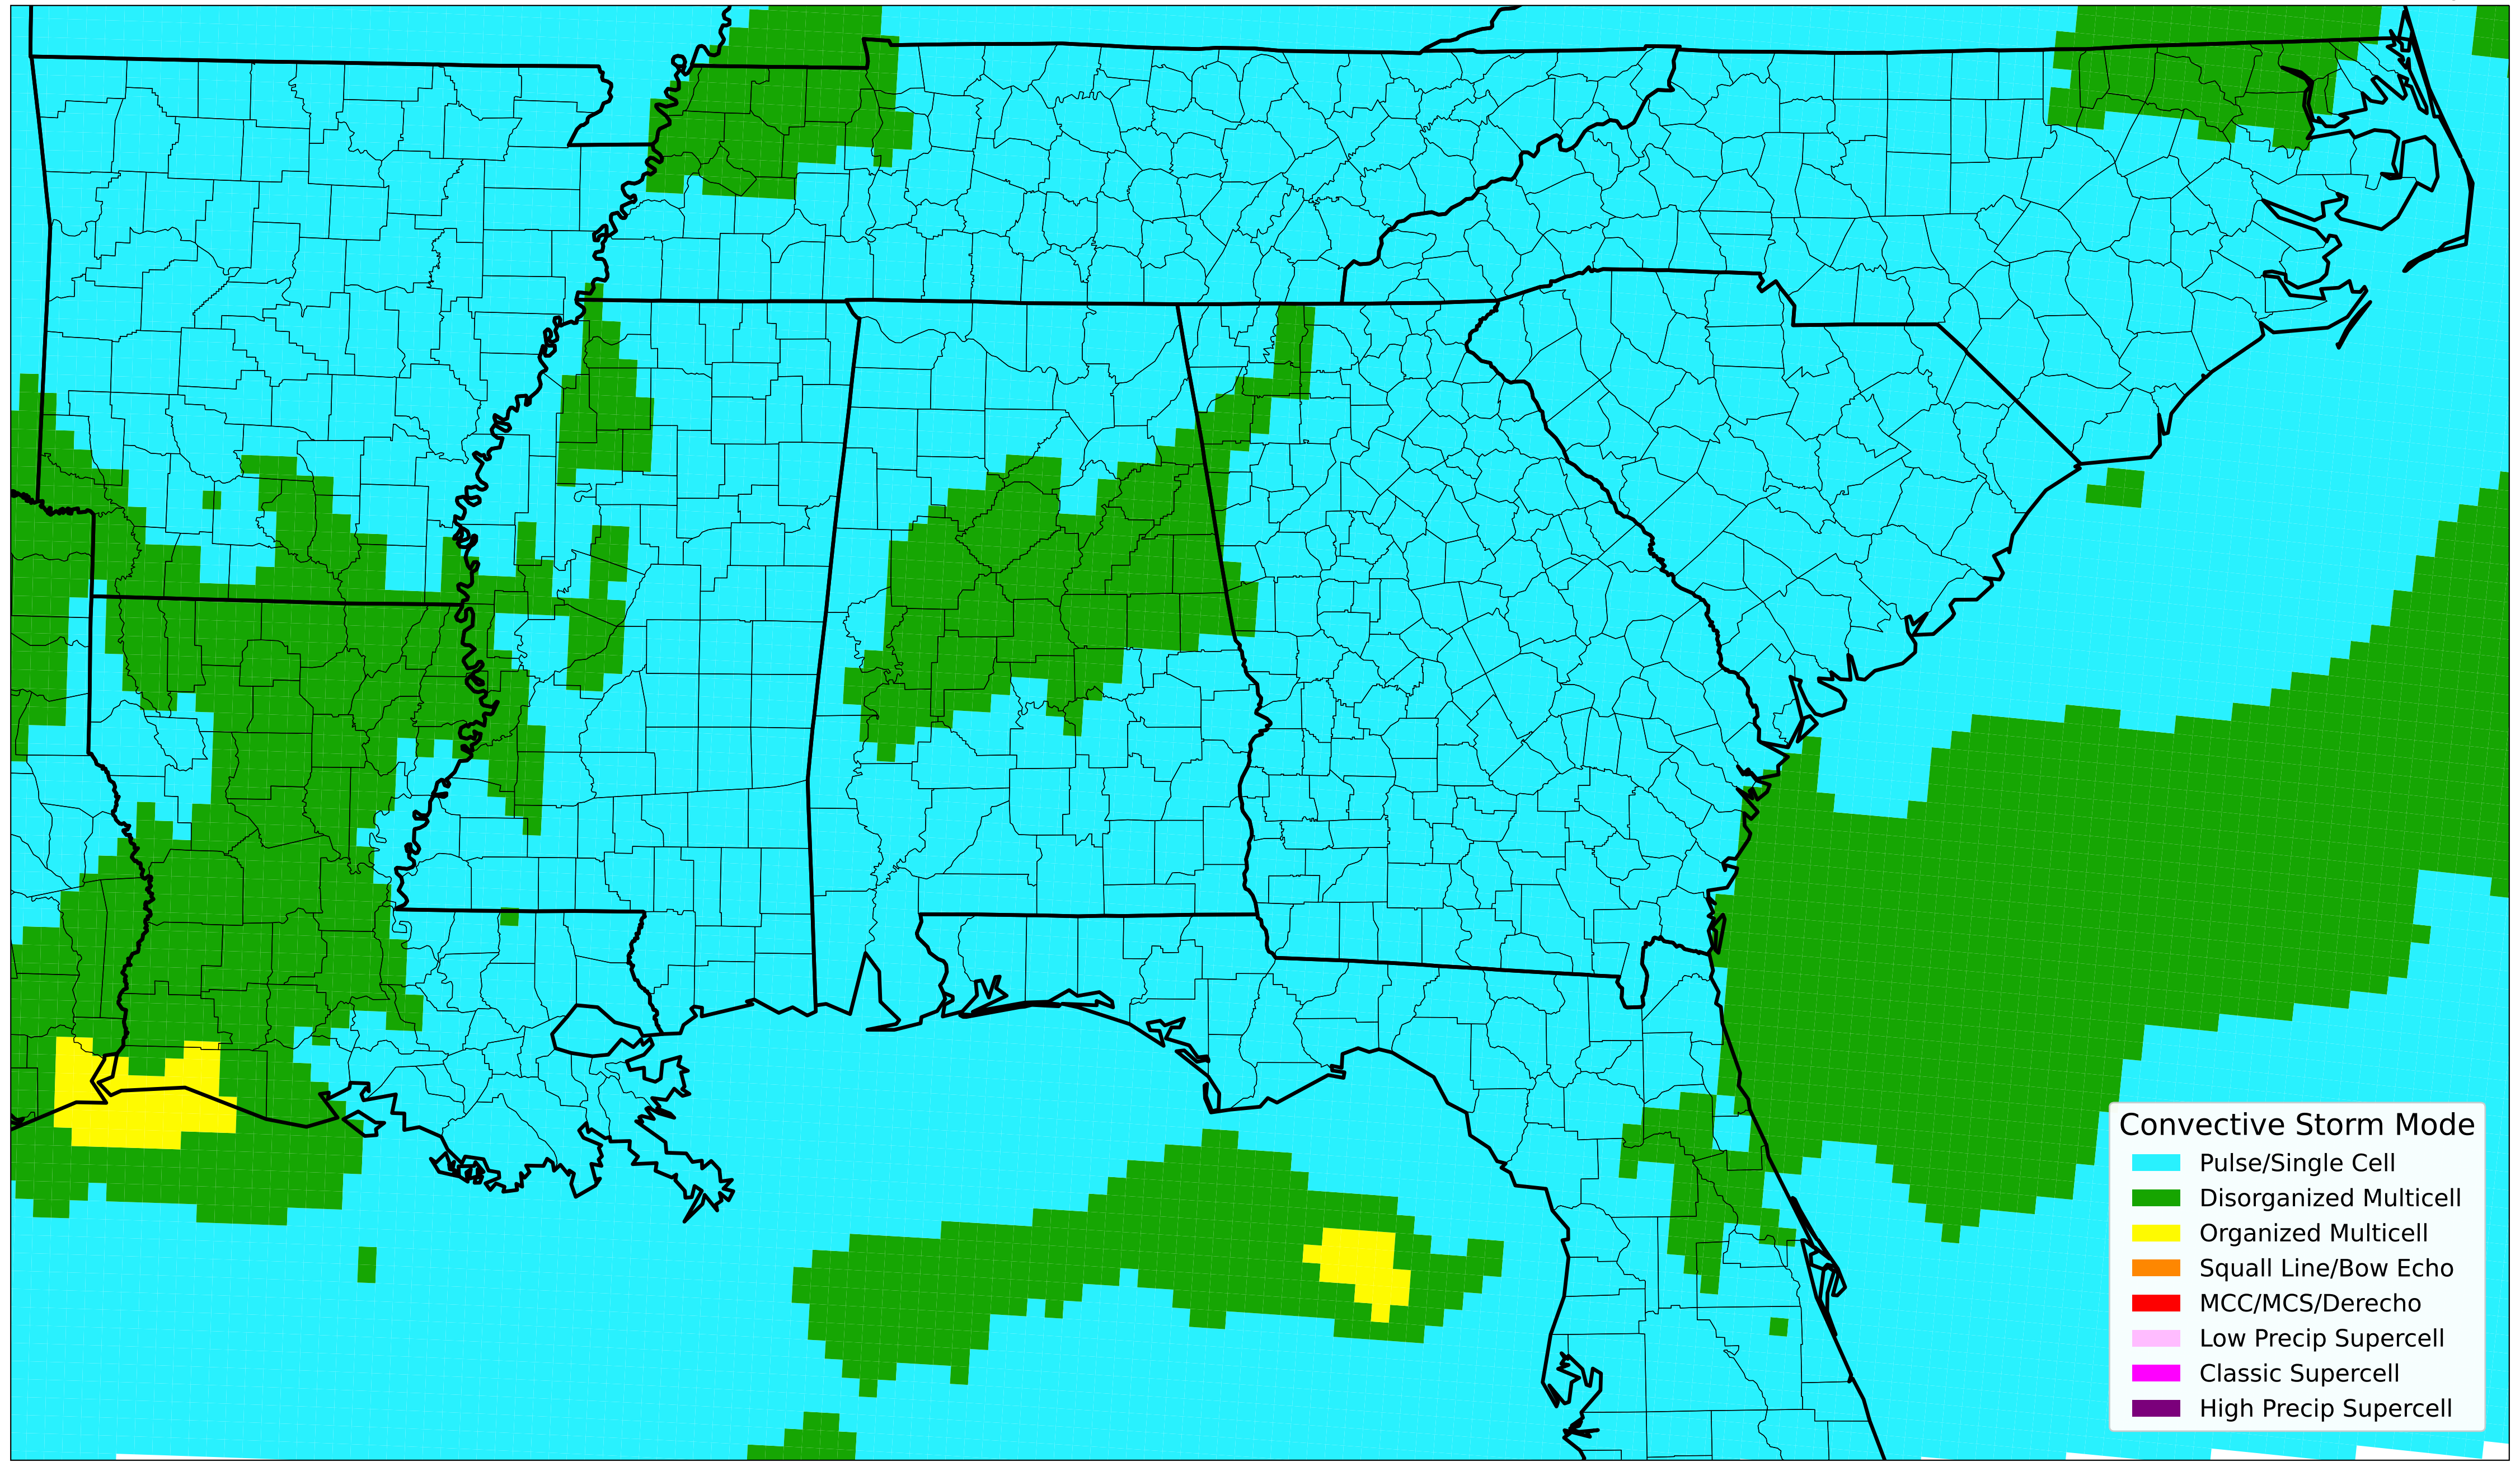 Convective Storm Mode
Pulse/Single Cell
Disorganized Multicell
Organized Multicell
Squall Line/Bow Echo
MCC/MCS/Derecho
Low Precip Supercell
Classic Supercell
High Precip Supercell